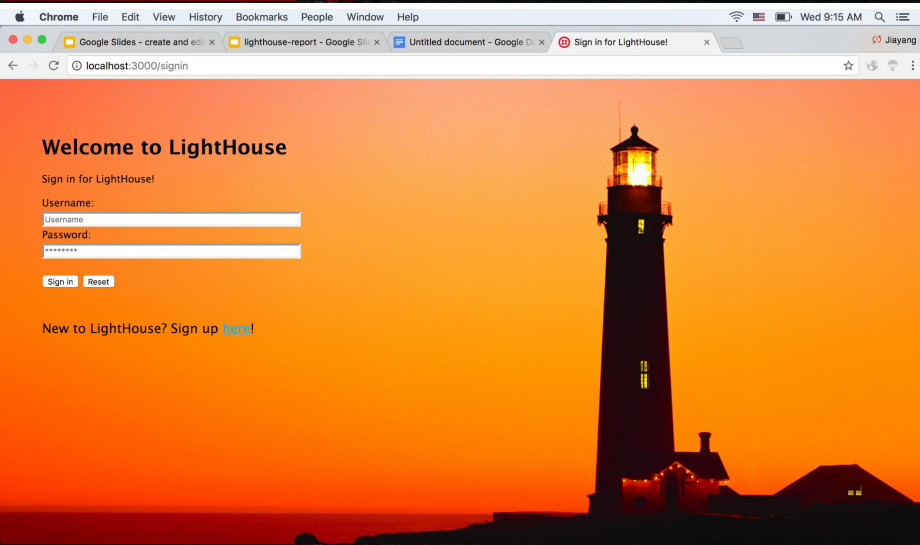 Chrome File Edit View History Bookmarks People Window Help Wed 9:15 AM
Google Slides - create and edi × lighthouse-report - Google Slid × Untitled document - Google Do × Sign in for LightHouse! × Jiayang
localhost:3000/signin
Welcome to LightHouse
Sign in for LightHouse!
Username:
Username
Password:
********
Sign in Reset
New to LightHouse? Sign up here!